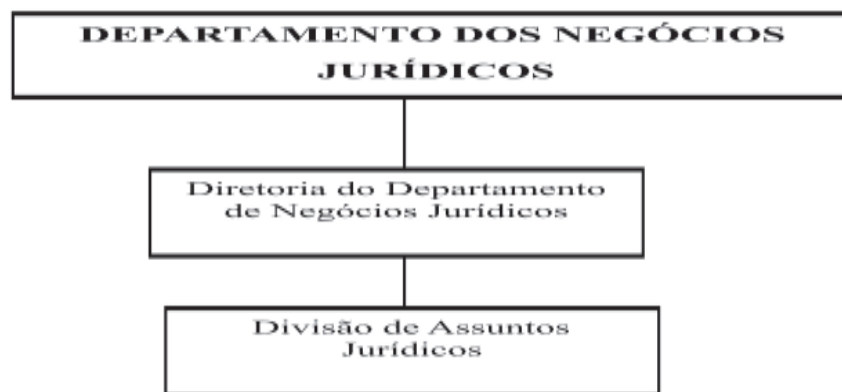 DEPARTAMENTO DOS NEGÓCIOS
JURÍDICOS
Diretoria do Departamento
de Negócios Jurídicos
Divisão de Assuntos
Jurídicos